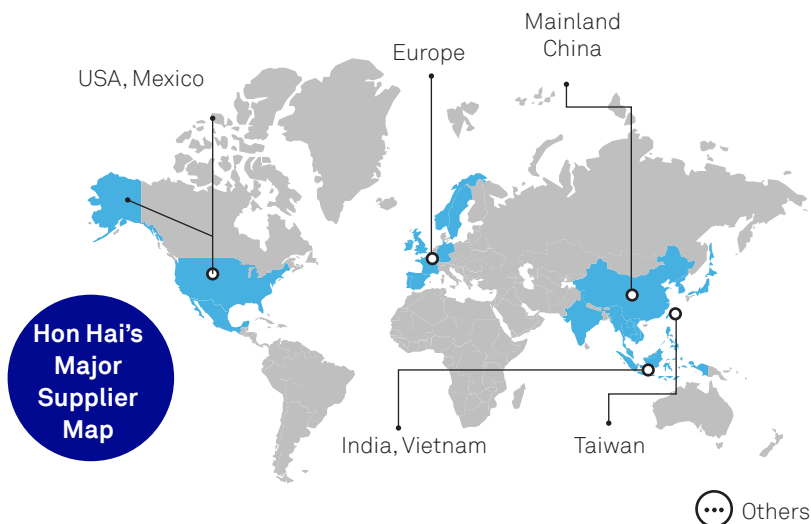 Mainland
China
Europe
USA, Mexico
Hon Hai’s
Major
Supplier
Map
India, Vietnam
Taiwan
Others